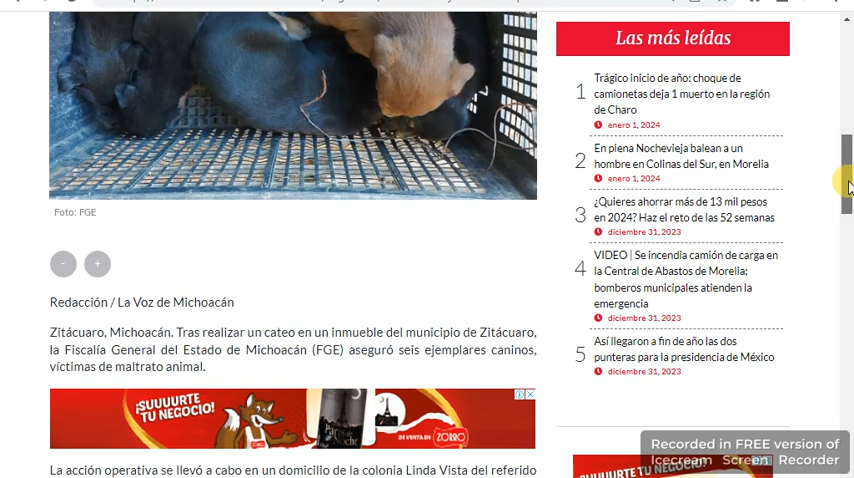 Foto: FGE
- +
Redacción / La Voz de Michoacán
Zitácuaro, Michoacán. Tras realizar un cateo en un inmueble del municipio de Zitácuaro,
la Fiscalía General del Estado de Michoacán (FGE) aseguró seis ejemplares caninos,
víctimas de maltrato animal.
¡SUUUURTE
TU NEGOCIO!
DE VENTA EN ZORRO
La acción operativa se llevó a cabo en un domicilio de la colonia Linda Vista del referido
Las más leídas
1 Trágico inicio de año: choque de
camionetas deja 1 muerto en la región
de Charo
enero 1, 2024
2 En plena Nochevieja balean a un
hombre en Colinas del Sur, en Morelia
enero 1, 2024
3 ¿Quieres ahorrar más de 13 mil pesos
en 2024? Haz el reto de las 52 semanas
diciembre 31, 2023
4 VIDEO | Se incendia camión de carga en
la Central de Abastos de Morelia;
bomberos municipales atienden la
emergencia
diciembre 31, 2023
5 Así llegaron a fin de año las dos
punteras para la presidencia de México
diciembre 31, 2023
¡SUUUURTE TU NEGOCIO!
Recorded in FREE version of
Icecream Screen Recorder